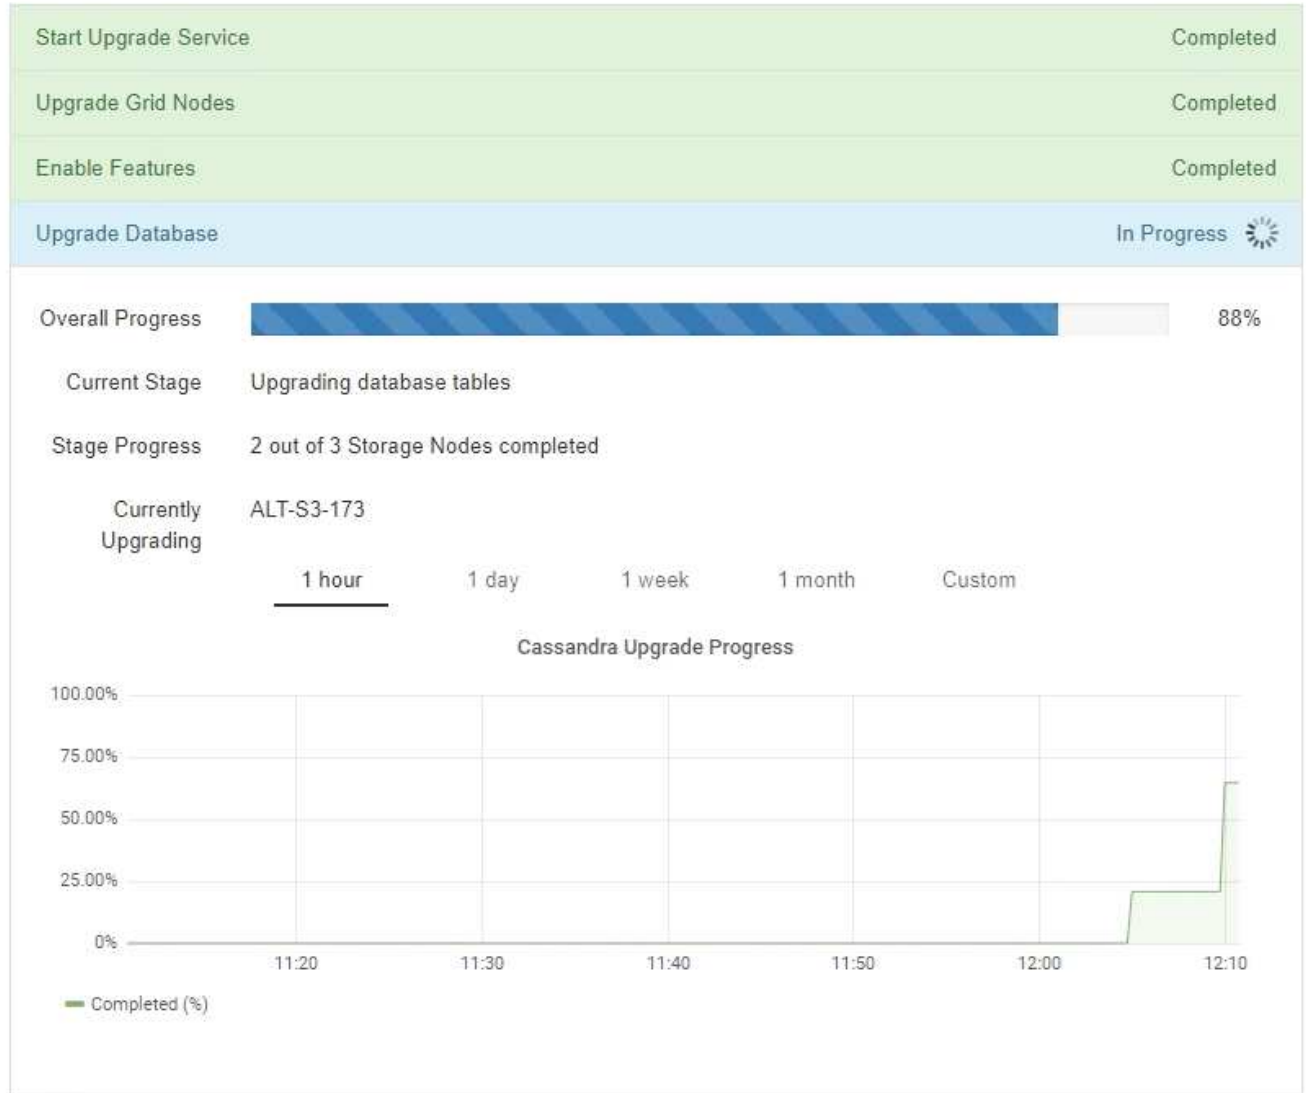 Start Upgrade Service Completed
Upgrade Grid Nodes Completed
Enable Features Completed
Upgrade Database In Progress
Overall Progress 88%
Current Stage Upgrading database tables
Stage Progress 2 out of 3 Storage Nodes completed
Currently Upgrading ALT-S3-173
1 hour 1 day 1 week 1 month Custom
Cassandra Upgrade Progress
100.00%
75.00%
50.00%
25.00%
0%
11:20 11:30 11:40 11:50 12:00 12:10
Completed (%)